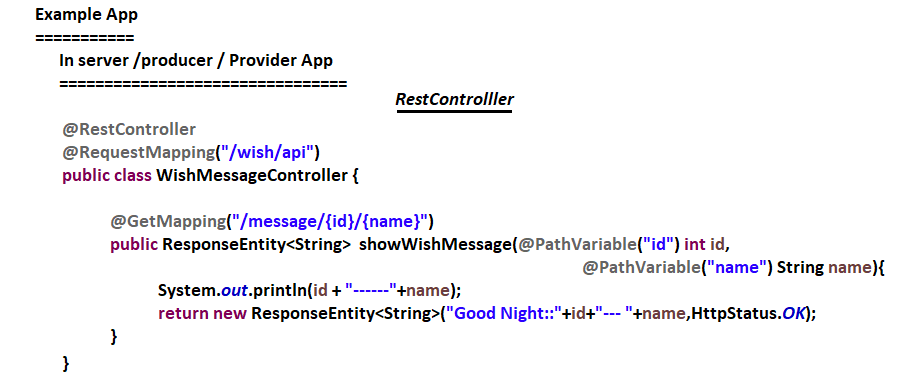 Example App
===========
In server /producer / Provider App
================================
RestControlller
@RestController
@RequestMapping("/wish/api")
public class WishMessageController {
@GetMapping("/message/{id}/{name}")
public ResponseEntity<String> showWishMessage(@PathVariable("id") int id,
@PathVariable("name") String name){
System.out.println(id + "------"+name);
return new ResponseEntity<String>("Good Night::"+id+"--- "+name,HttpStatus.OK);
}
}